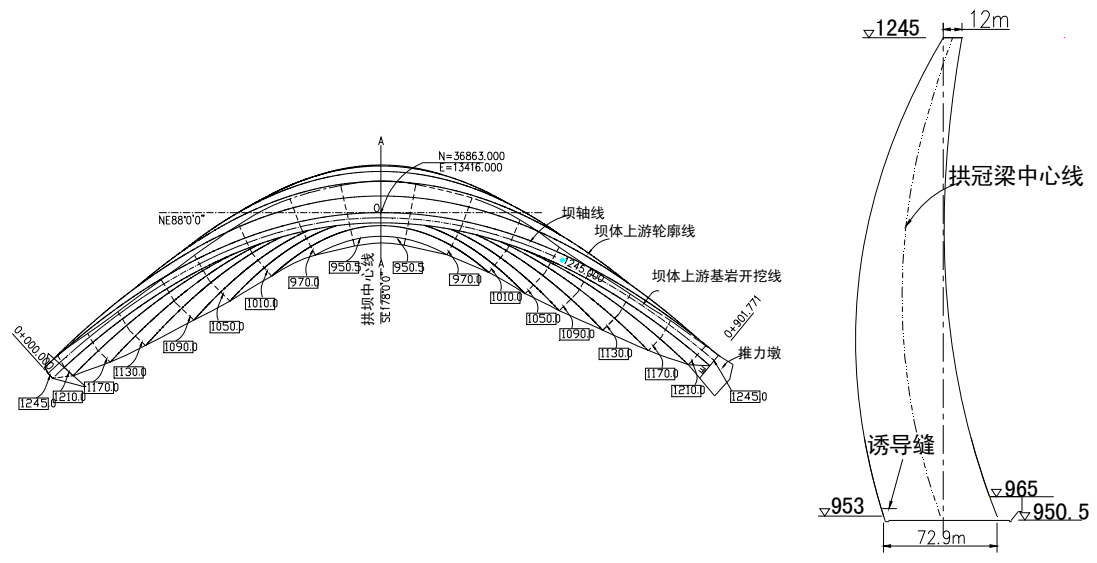 A
N=36863.000
E=13416.000
NE88°0'0"
O
坝轴线
坝体上游轮廓线
1245.000
坝体上游基岩开挖线
950.5
A
950.5
970.0
970.0
拱坝中心线
SE178°0'0"
1010.0
1010.0
1050.0
1050.0
1090.0
1090.0
1130.0
1130.0
0+000.000
0+901.771
推力墩
1170.0
1170.0
1210.0
1210.0
1245.0
1245.0
1245
12m
拱冠梁中心线
诱导缝
965
953
950.5
72.9m